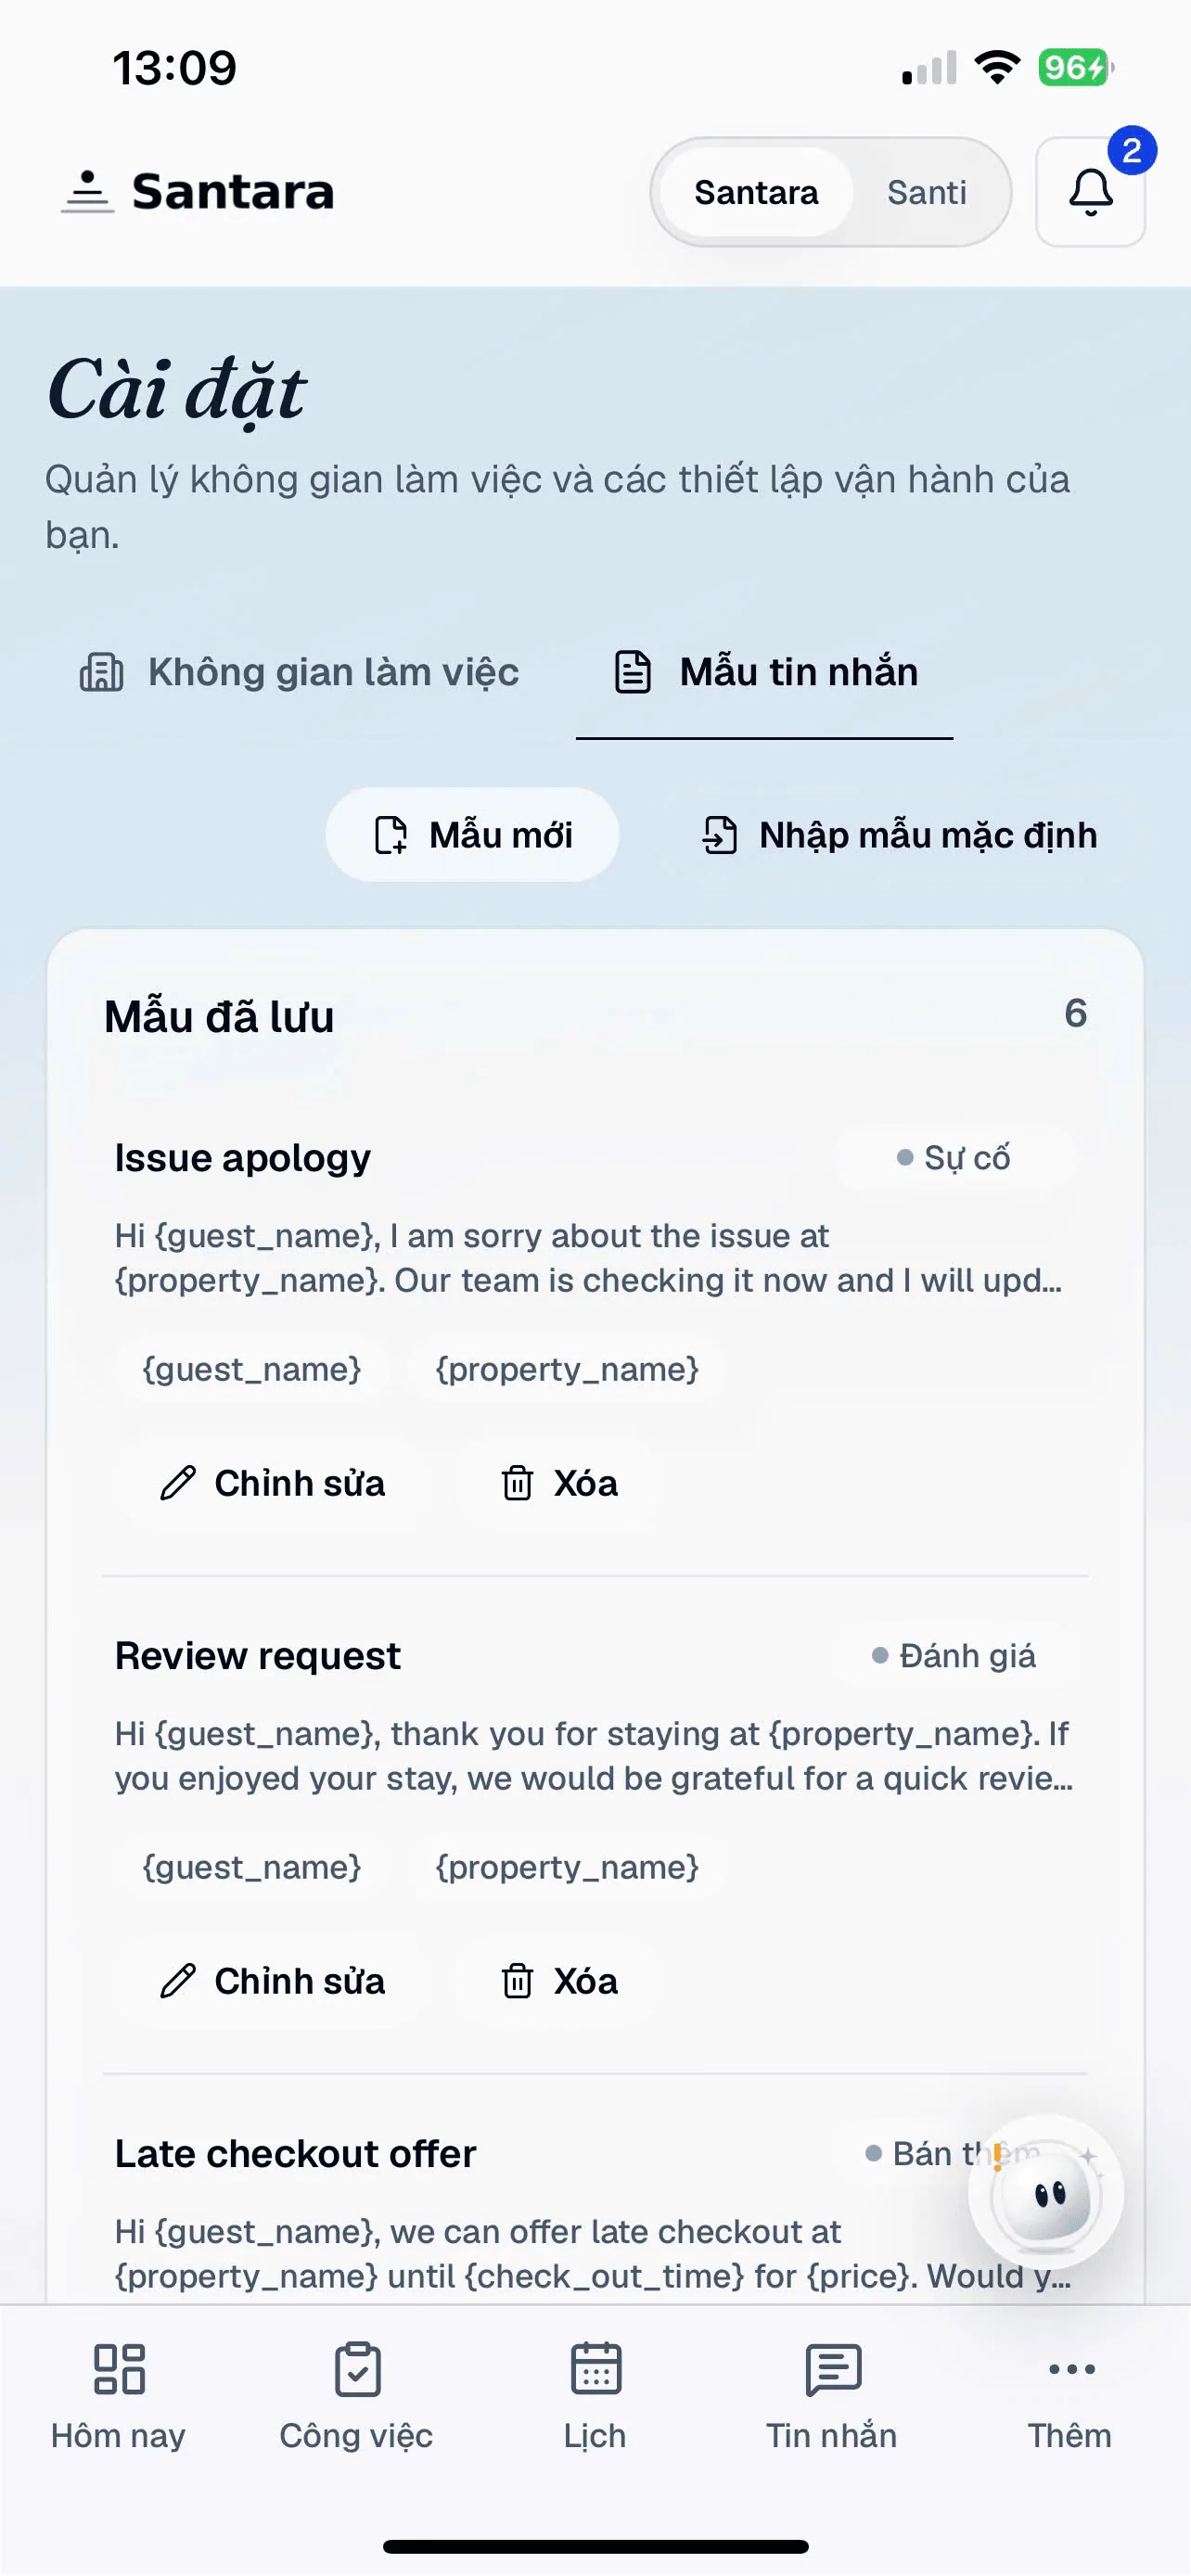 13:09
96
Santara
Santara
Santi
2
Cài đặt
Quản lý không gian làm việc và các thiết lập vận hành của
bạn.
Không gian làm việc
Mẫu tin nhắn
Mẫu mới
Nhập mẫu mặc định
Mẫu đã lưu
6
Issue apology
Sự cố
Hi {guest_name}, I am sorry about the issue at
{property_name}. Our team is checking it now and I will upd...
{guest_name}
{property_name}
Chỉnh sửa
Xóa
Review request
Đánh giá
Hi {guest_name}, thank you for staying at {property_name}. If
you enjoyed your stay, we would be grateful for a quick revie...
{guest_name}
{property_name}
Chỉnh sửa
Xóa
Late checkout offer
Bán thêm
Hi {guest_name}, we can offer late checkout at
{property_name} until {check_out_time} for {price}. Would y...
Hôm nay
Công việc
Lịch
Tin nhắn
Thêm